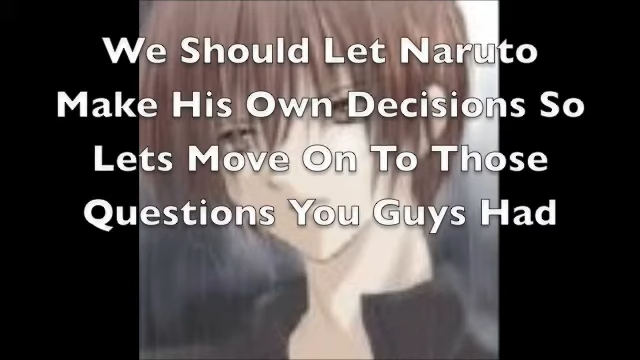 We Should Let Naruto
Make His Own Decisions So
Lets Move On To Those
Questions You Guys Had